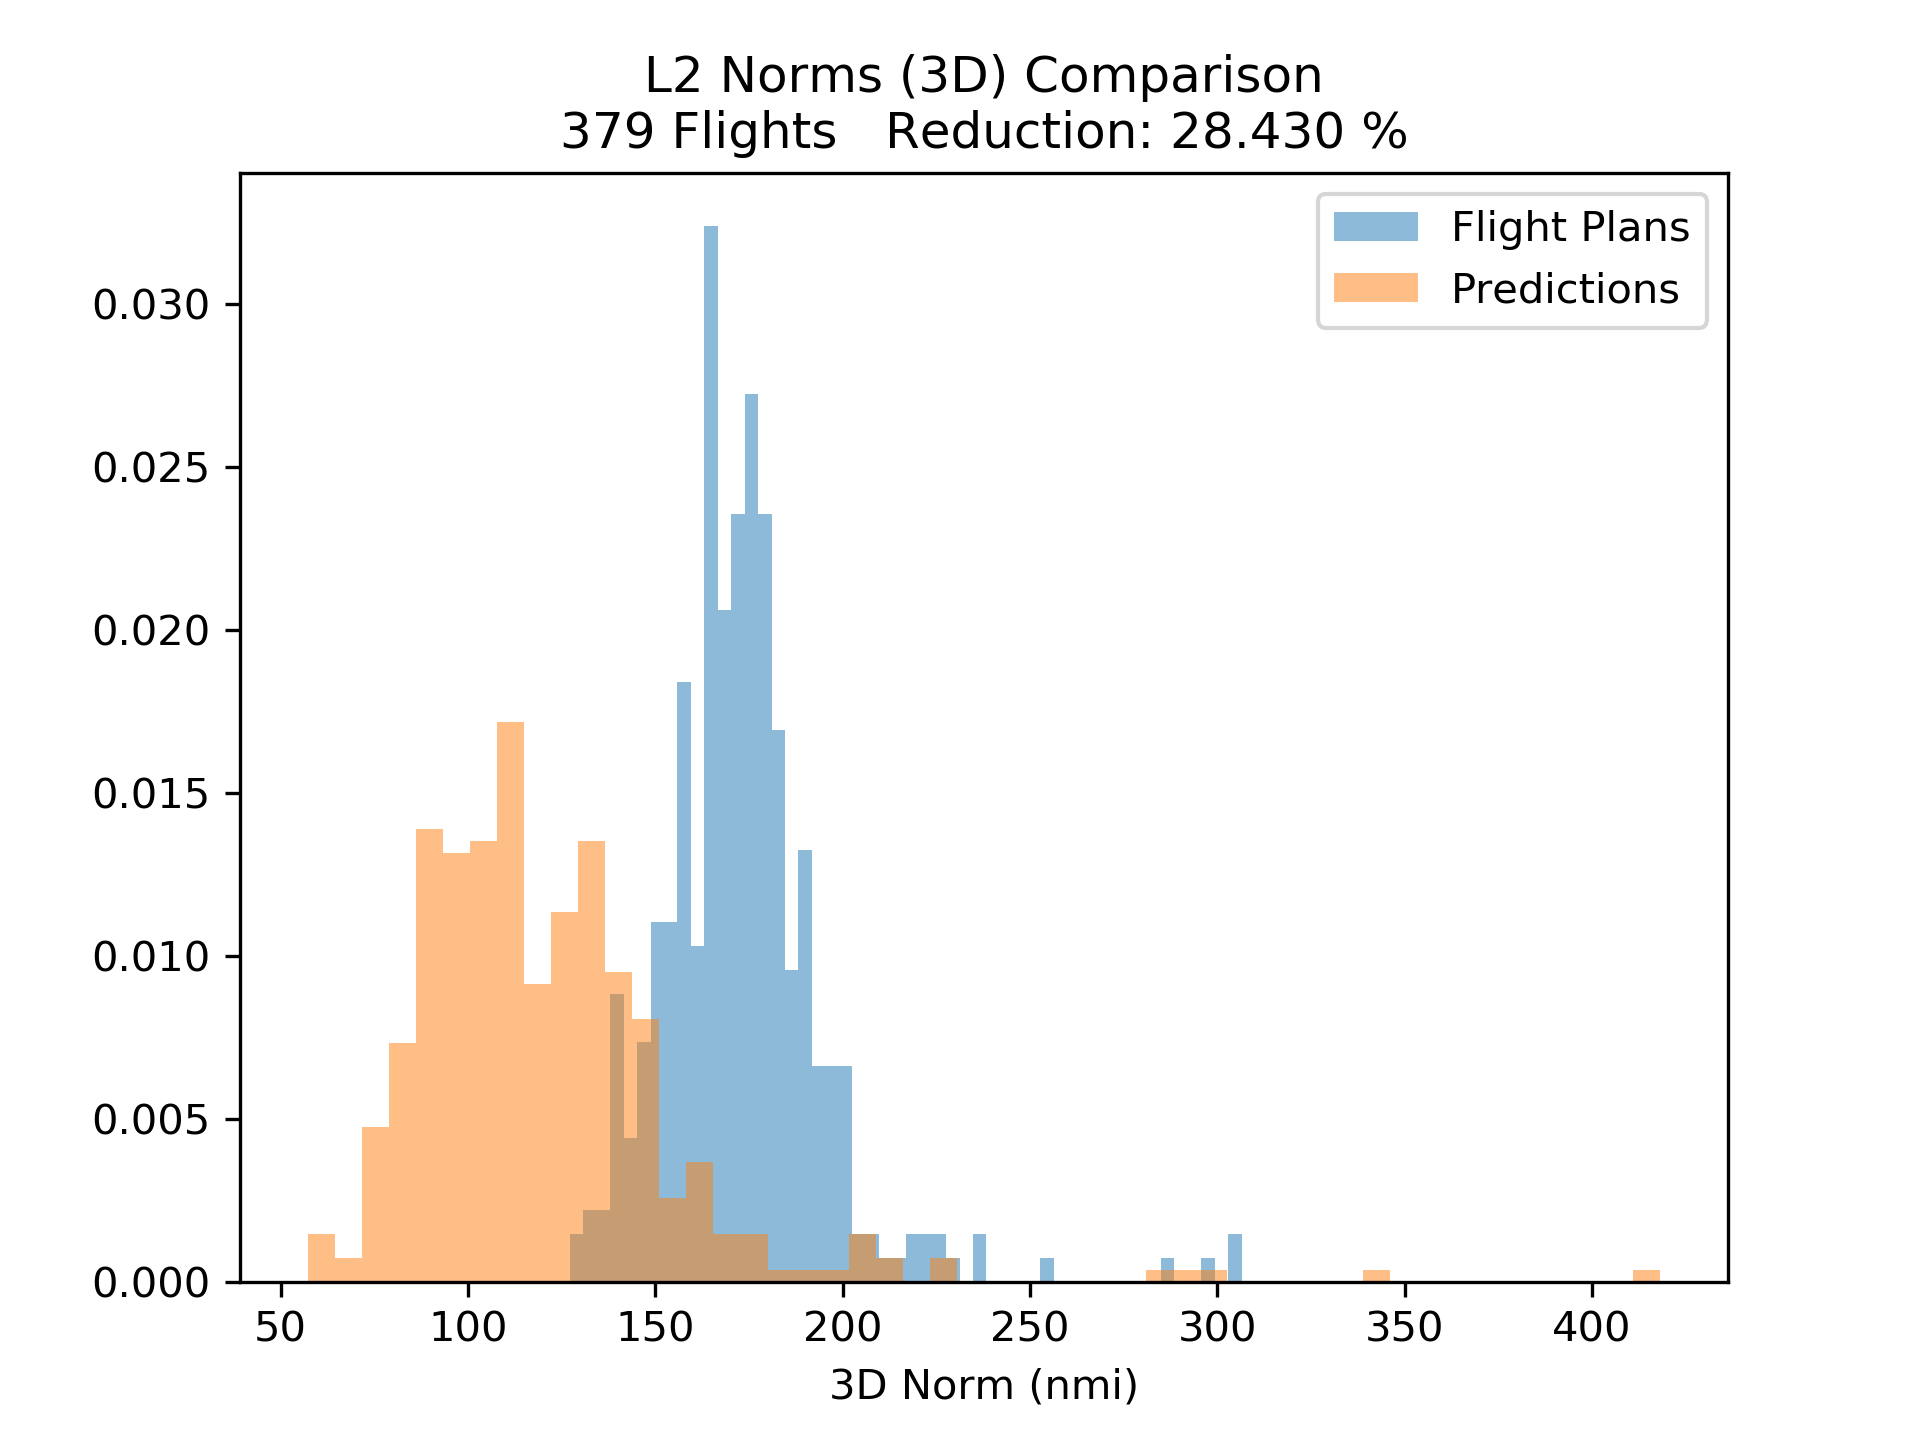 L2 Norms (3D) Comparison
379 Flights   Reduction: 28.430 %
Flight Plans
Predictions
0.030
0.025
0.020
0.015
0.010
0.005
0.000
50 100 150 200 250 300 350 400
3D Norm (nmi)